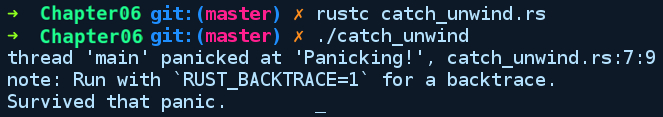 ➜ Chapter06 git:(master) ✗ rustc catch_unwind.rs
➜ Chapter06 git:(master) ✗ ./catch_unwind
thread 'main' panicked at 'Panicking!', catch_unwind.rs:7:9
note: Run with `RUST_BACKTRACE=1` for a backtrace.
Survived that panic.